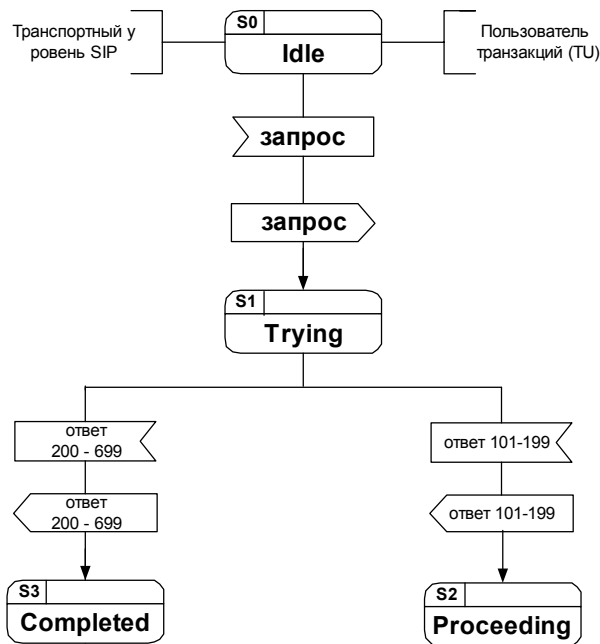 Транспортный у
ровень SIP
S0
Idle
Пользователь
транзакций (TU)
запрос
запрос
S1
Trying
ответ
200 - 699
ответ 101-199
ответ
200 - 699
ответ 101-199
S3
Completed
S2
Proceeding